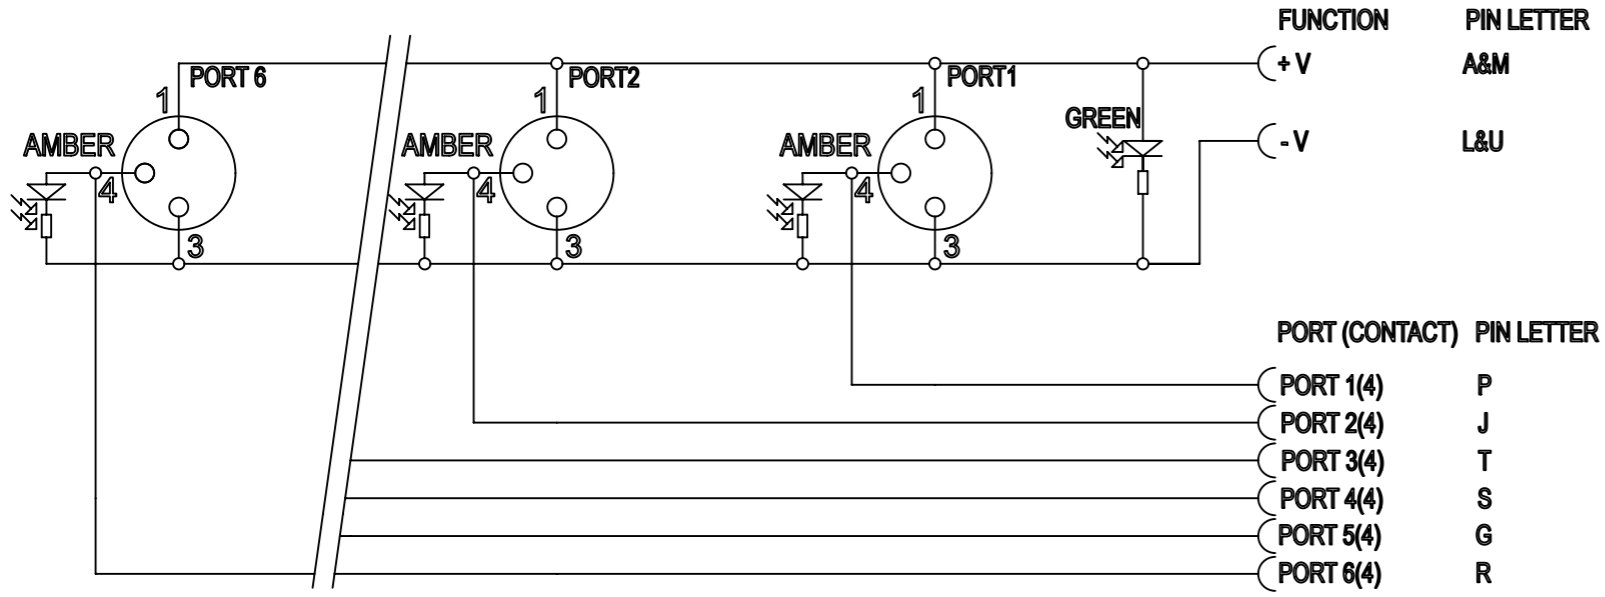 FUNCTION PIN LETTER
+ V A&M
- V L&U
PORT 6 PORT2 PORT1
1 1 1
GREEN
AMBER AMBER AMBER
4 4 4
3 3 3
PORT (CONTACT) PIN LETTER
PORT 1(4) P
PORT 2(4) J
PORT 3(4) T
PORT 4(4) S
PORT 5(4) G
PORT 6(4) R